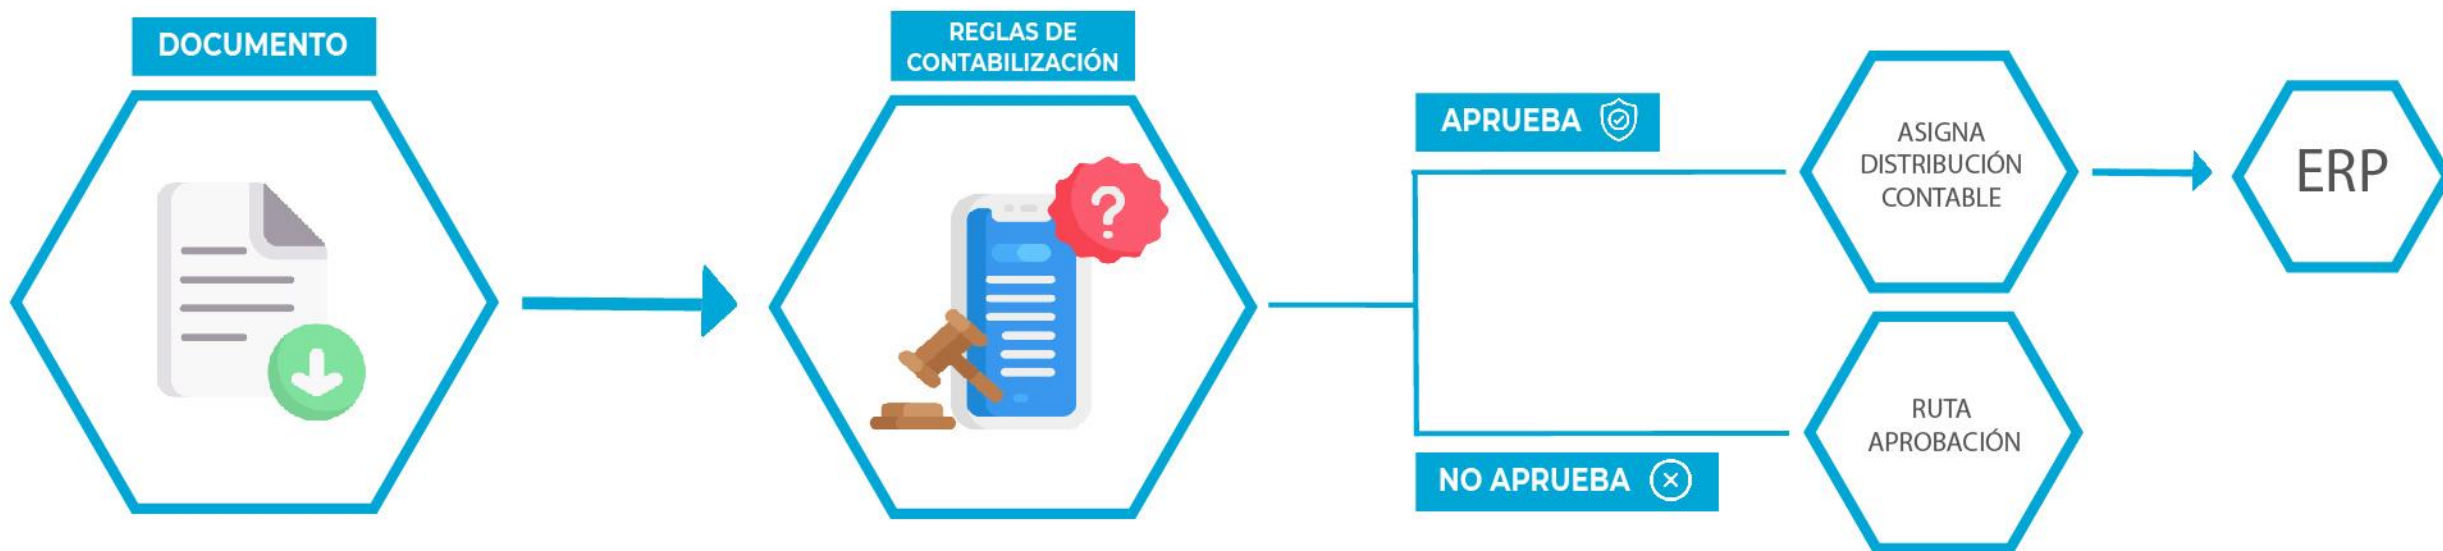 DOCUMENTO
REGLAS DE
CONTABILIZACIÓN
?
APRUEBA
ASIGNA
DISTRIBUCIÓN
CONTABLE
ERP
NO APRUEBA
RUTA
APROBACIÓN